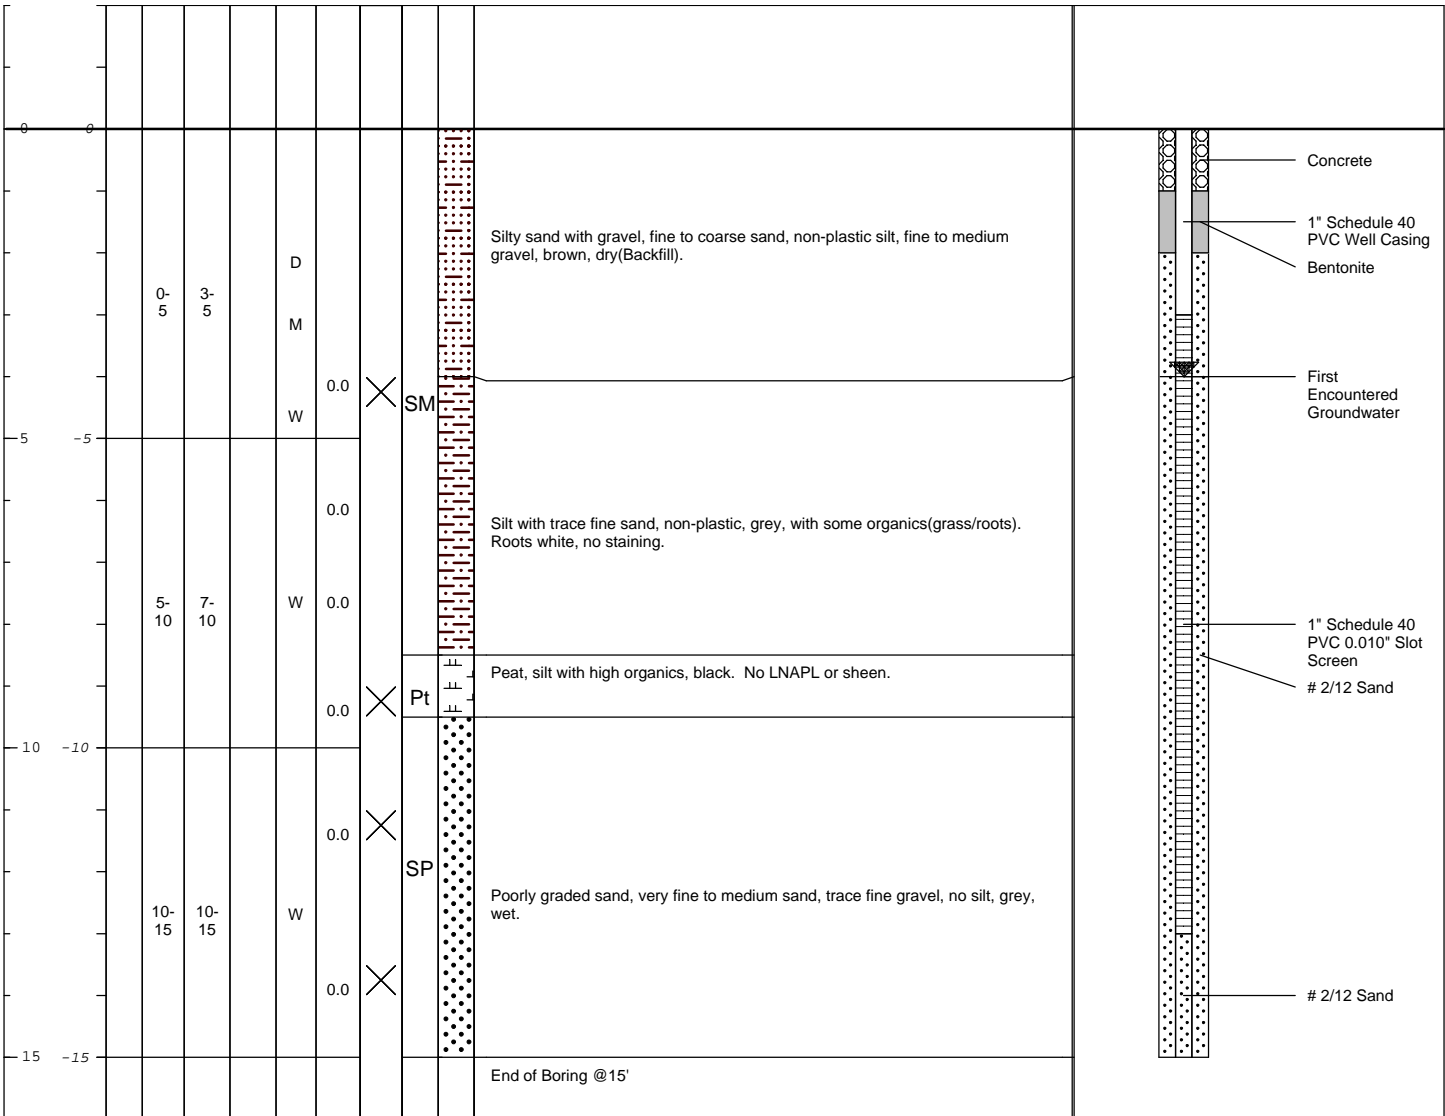 0 0
Concrete
Silty sand with gravel, fine to coarse sand, non-plastic silt, fine to medium
gravel, brown, dry(Backfill).
1" Schedule 40
PVC Well Casing
Bentonite
D
0-
5
3-
5
M
0.0
First
Encountered
Groundwater
SM
W
5 -5
0.0
Silt with trace fine sand, non-plastic, grey, with some organics(grass/roots).
Roots white, no staining.
5-
10
7-
10
W
0.0
1" Schedule 40
PVC 0.010" Slot
Screen
Peat, silt with high organics, black.  No LNAPL or sheen.
# 2/12 Sand
Pt
0.0
10 -10
0.0
SP
Poorly graded sand, very fine to medium sand, trace fine gravel, no silt, grey,
wet.
10-
15
10-
15
W
0.0
# 2/12 Sand
15 -15
End of Boring @15'